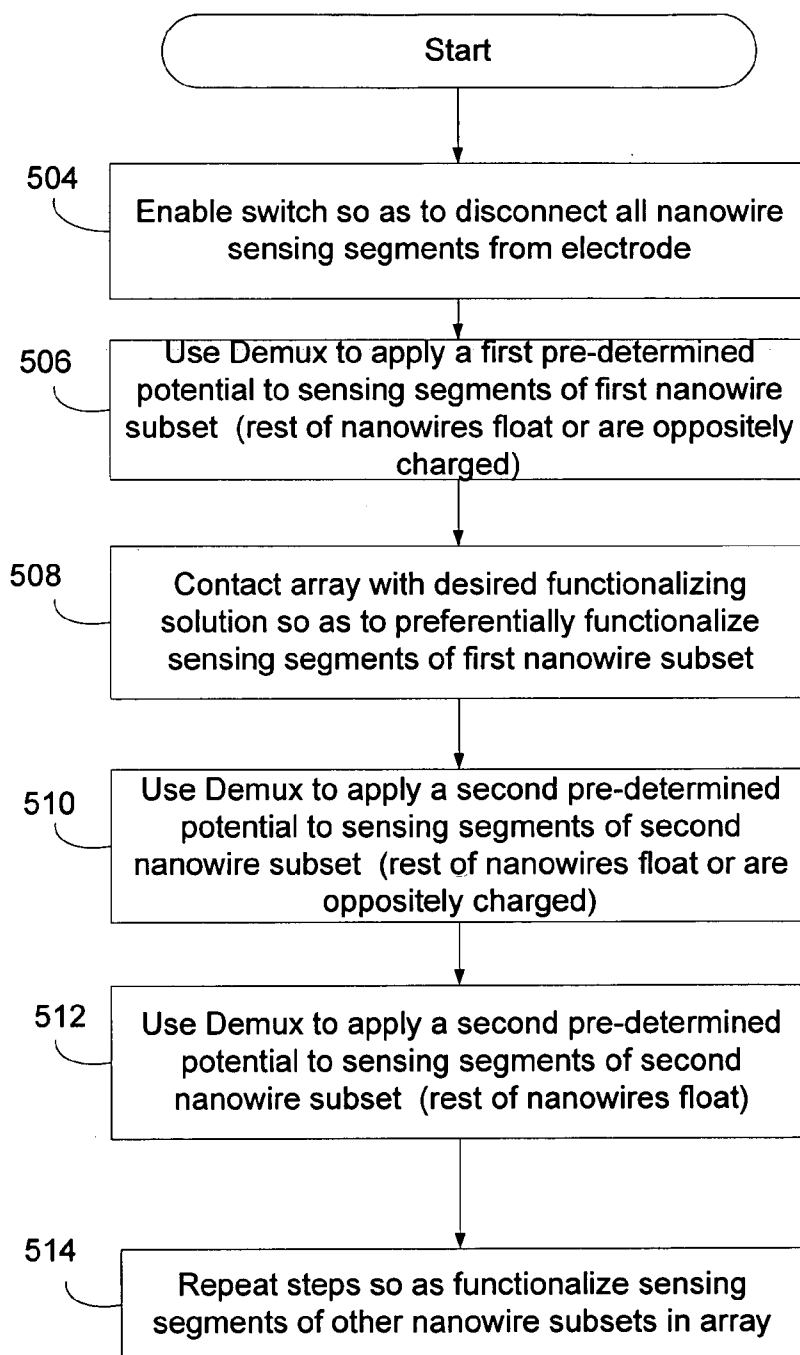 Start
504
Enable switch so as to disconnect all nanowire
sensing segments from electrode
506
Use Demux to apply a first pre-determined
potential to sensing segments of first nanowire
subset (rest of nanowires float or are oppositely
charged)
508
Contact array with desired functionalizing
solution so as to preferentially functionalize
sensing segments of first nanowire subset
510
Use Demux to apply a second pre-determined
potential to sensing segments of second
nanowire subset (rest of nanowires float or are
oppositely charged)
512
Use Demux to apply a second pre-determined
potential to sensing segments of second
nanowire subset (rest of nanowires float)
514
Repeat steps so as functionalize sensing
segments of other nanowire subsets in array